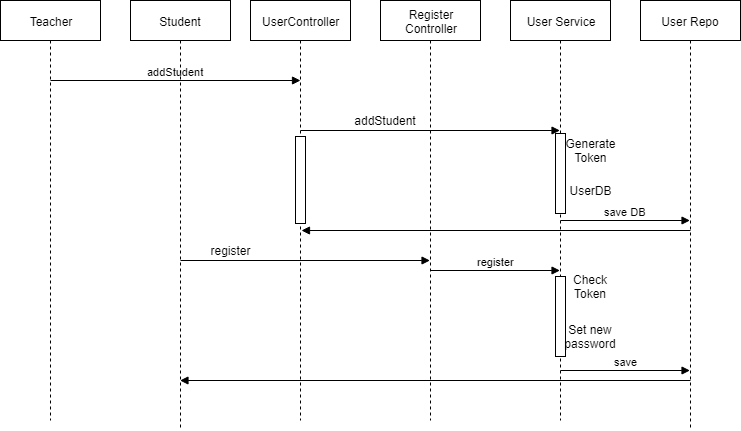 Teacher
Student
UserController
Register
Controller
User Service
User Repo
addStudent
addStudent
Generate
Token
UserDB
save DB
register
register
Check
Token
Set new
password
save